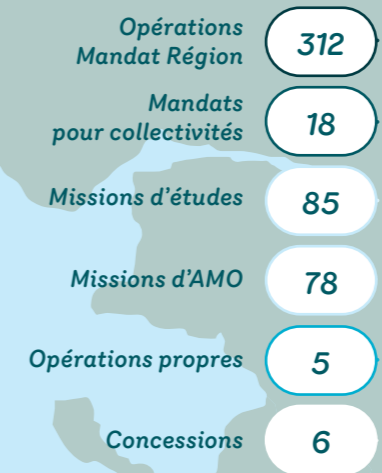 Opérations
Mandat Région
312
Mandats
pour collectivités
18
Missions d'études
85
Missions d'AMO
78
Opérations propres
5
Concessions
6